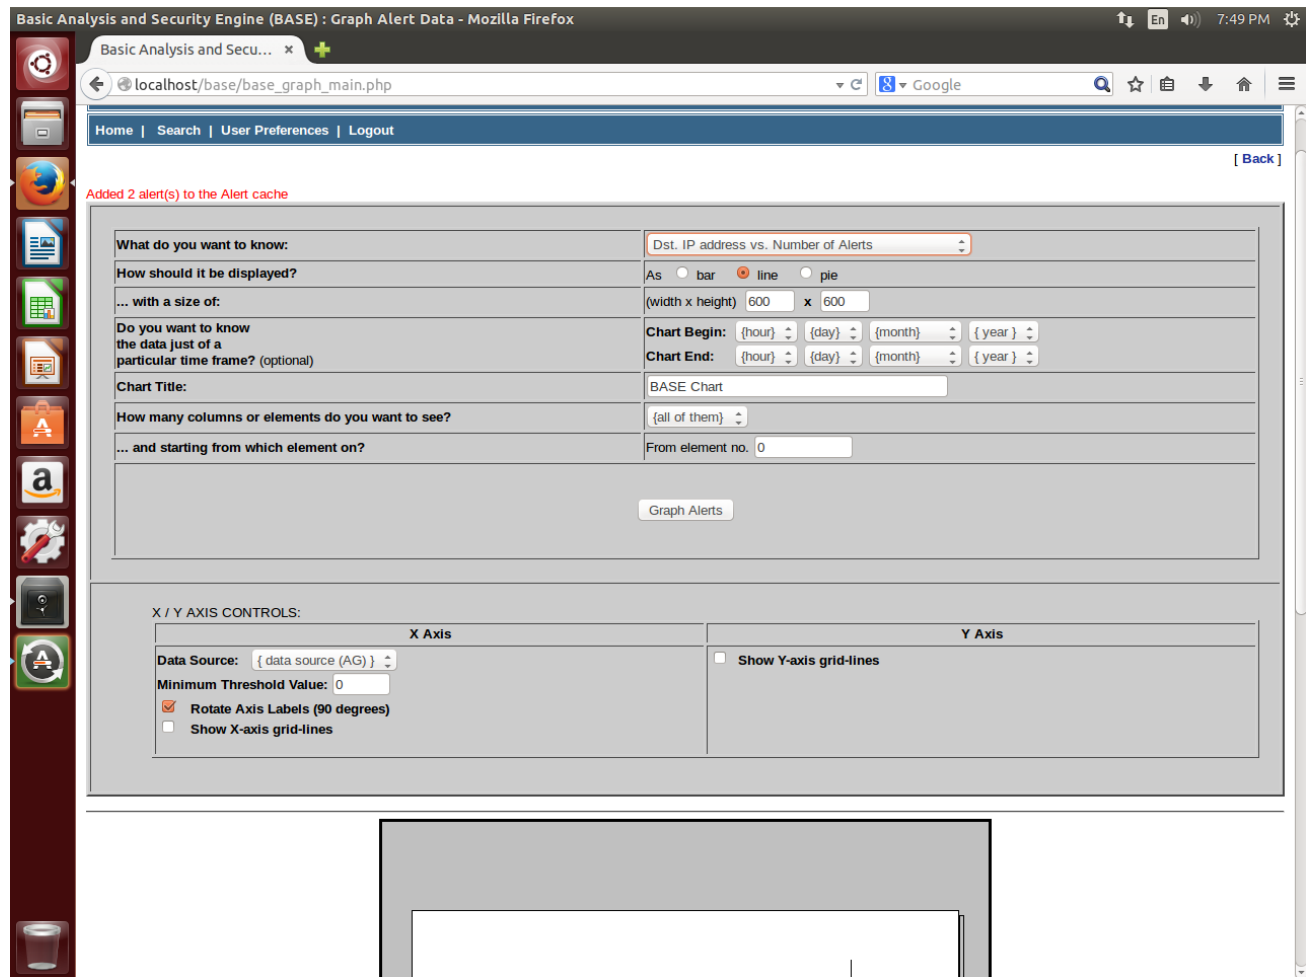 Basic Analysis and Security Engine (BASE) : Graph Alert Data - Mozilla Firefox En 7:49 PM
Basic Analysis and Secu... ×
localhost/base/base_graph_main.php 8 Google
Home | Search | User Preferences | Logout
[ Back ]
Added 2 alert(s) to the Alert cache
What do you want to know: Dst. IP address vs. Number of Alerts
How should it be displayed? As bar line pie
... with a size of: (width x height) 600 x 600
Do you want to know
the data just of a
particular time frame? (optional)
Chart Begin: {hour} {day} {month} { year }
Chart End: {hour} {day} {month} { year }
Chart Title: BASE Chart
How many columns or elements do you want to see? {all of them}
... and starting from which element on? From element no. 0
Graph Alerts
X / Y AXIS CONTROLS:
X Axis Y Axis
Data Source: { data source (AG) } Show Y-axis grid-lines
Minimum Threshold Value: 0
Rotate Axis Labels (90 degrees)
Show X-axis grid-lines
a